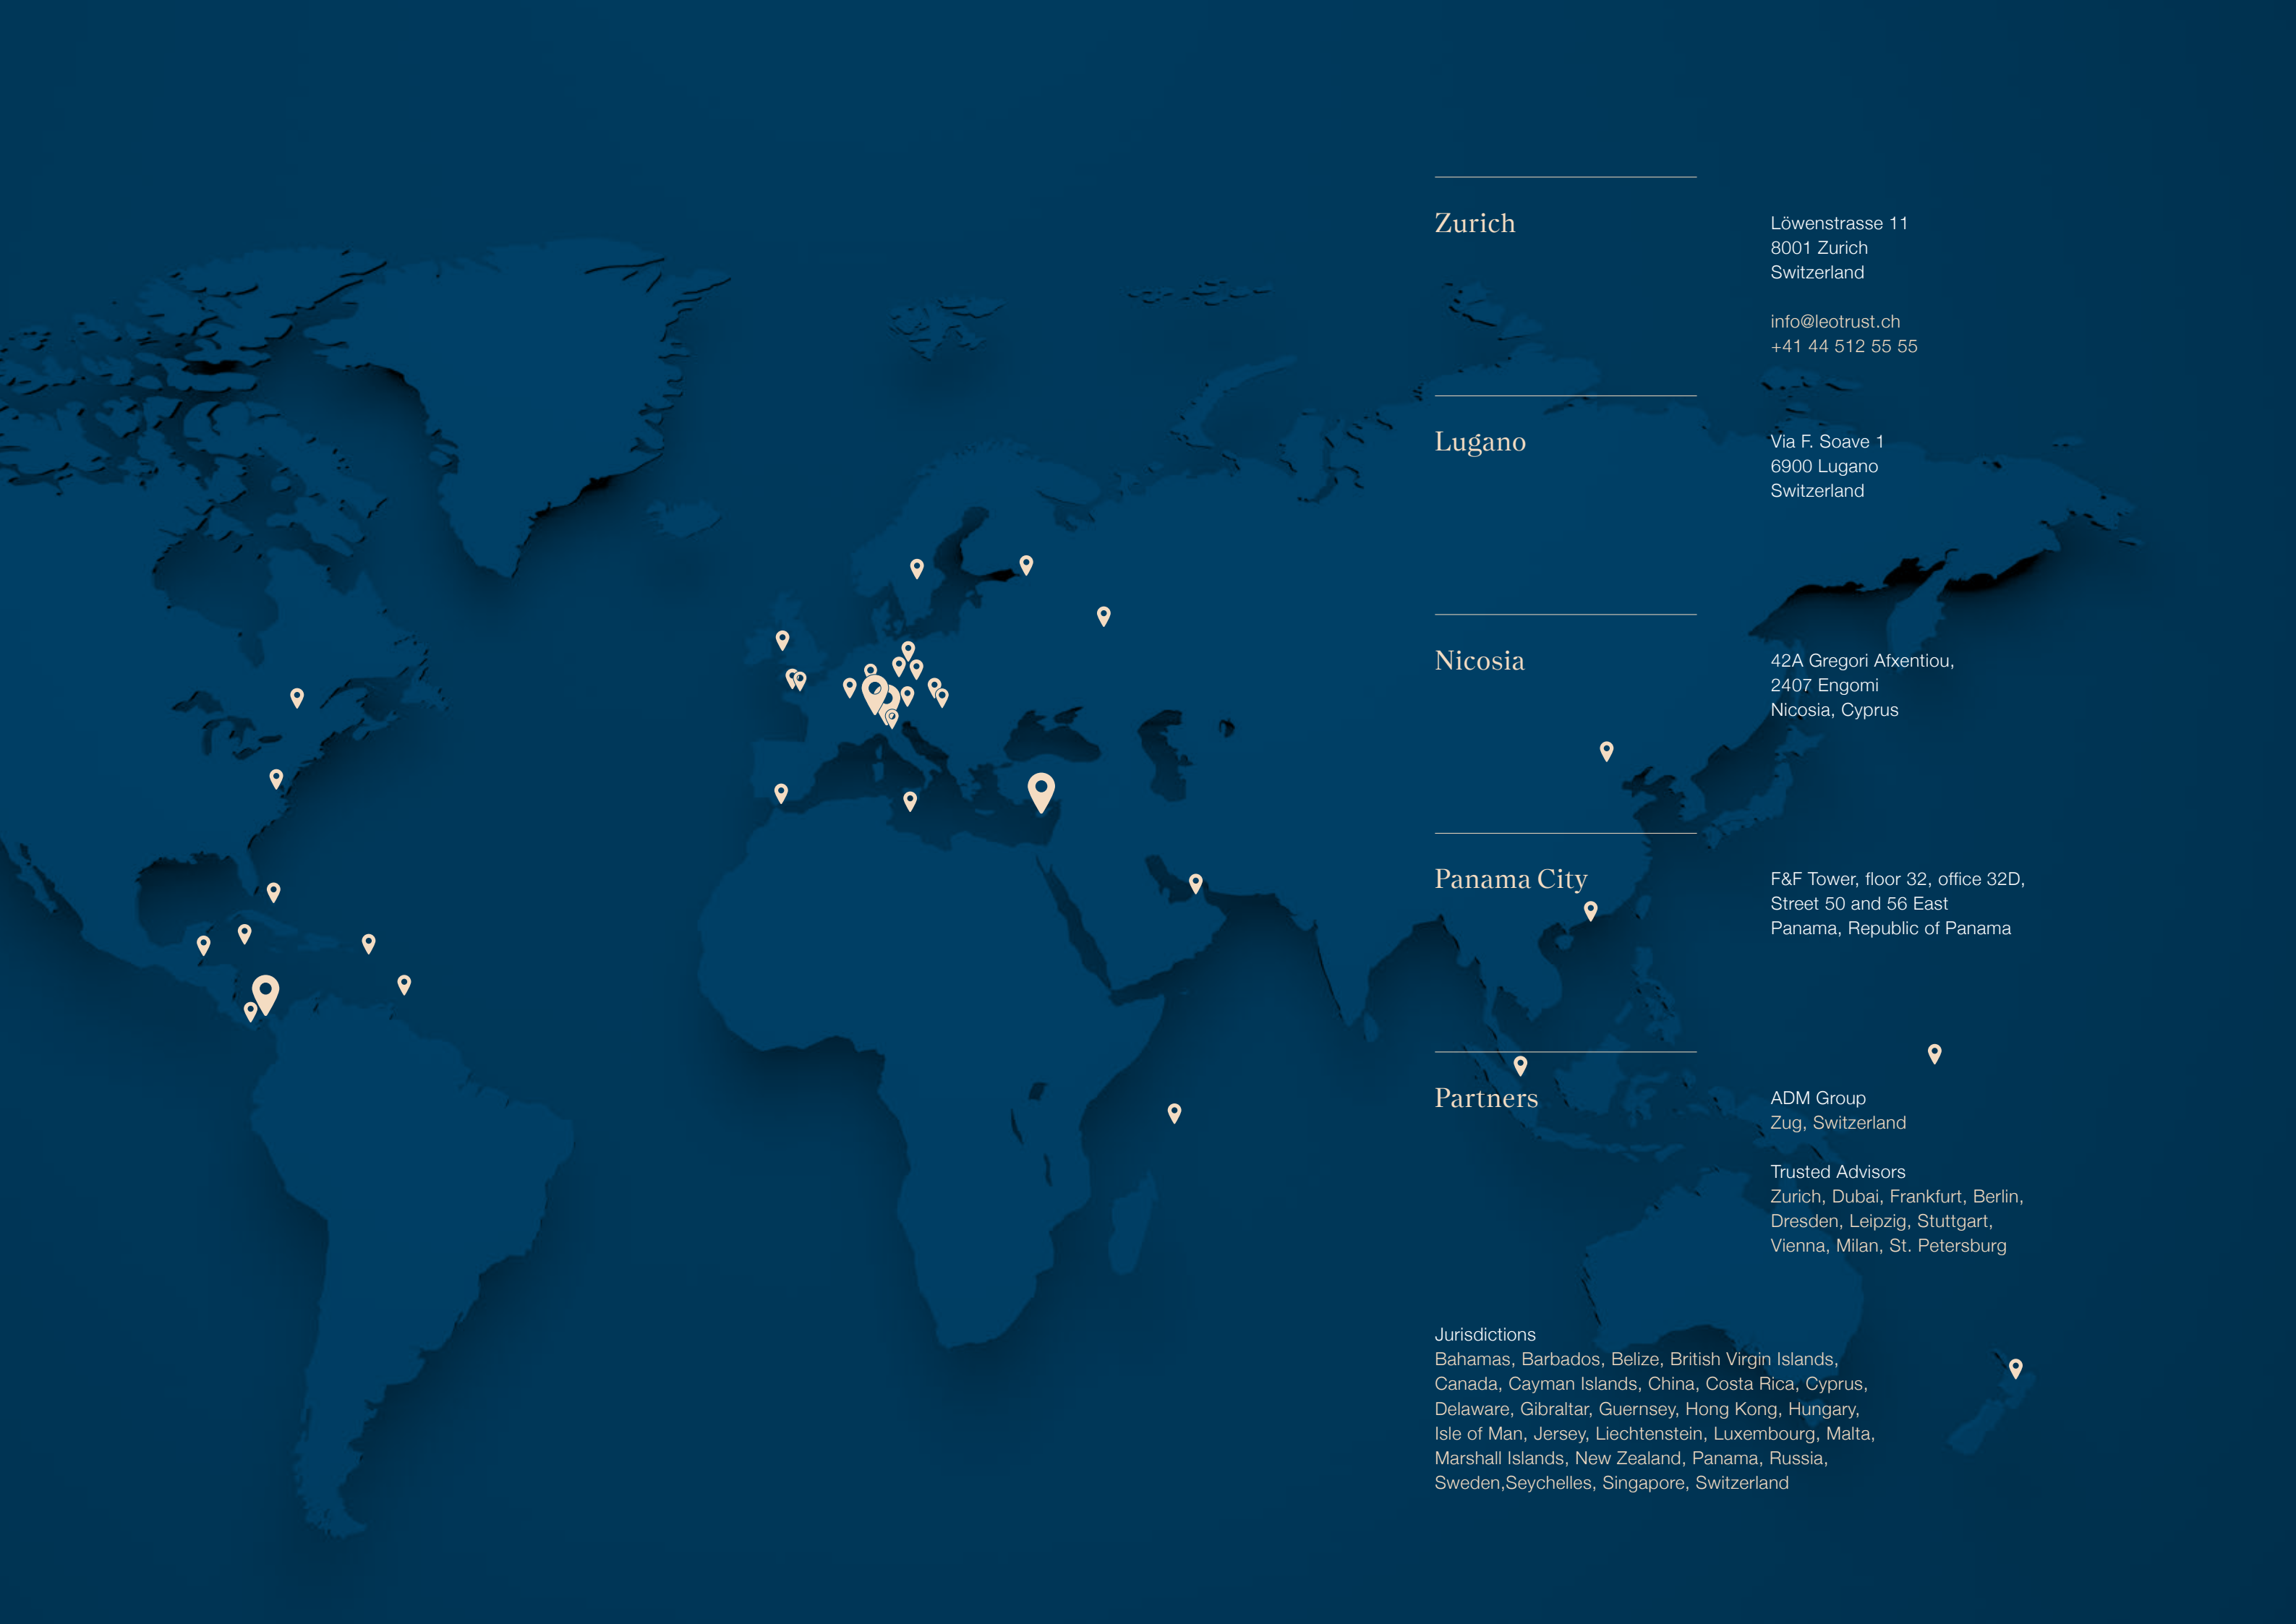 Zurich
Löwenstrasse 11
8001 Zurich
Switzerland
info@leotrust.ch
+41 44 512 55 55
Lugano
Via F. Soave 1
6900 Lugano
Switzerland
Nicosia
42A Gregori Afxentiou,
2407 Engomi
Nicosia, Cyprus
Panama City
F&F Tower, floor 32, office 32D,
Street 50 and 56 East
Panama, Republic of Panama
Partners
ADM Group
Zug, Switzerland
Trusted Advisors
Zurich, Dubai, Frankfurt, Berlin,
Dresden, Leipzig, Stuttgart,
Vienna, Milan, St. Petersburg
Jurisdictions
Bahamas, Barbados, Belize, British Virgin Islands,
Canada, Cayman Islands, China, Costa Rica, Cyprus,
Delaware, Gibraltar, Guernsey, Hong Kong, Hungary,
Isle of Man, Jersey, Liechtenstein, Luxembourg, Malta,
Marshall Islands, New Zealand, Panama, Russia,
Sweden,Seychelles, Singapore, Switzerland